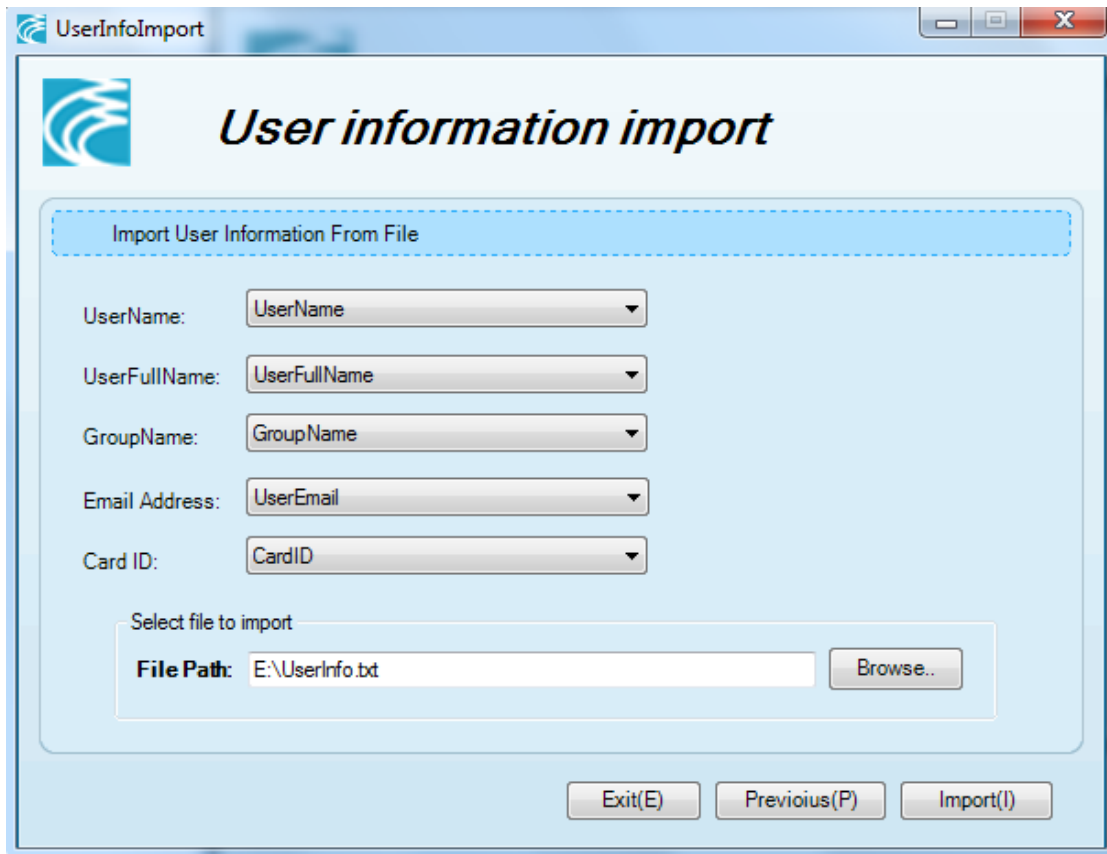 UserInfoImport
User information import
Import User Information From File
UserName: UserName
UserFullName: UserFullName
GroupName: GroupName
Email Address: UserEmail
Card ID: CardID
Select file to import
File Path: E:\UserInfo.txt Browse..
Exit(E) Previoius(P) Import(I)